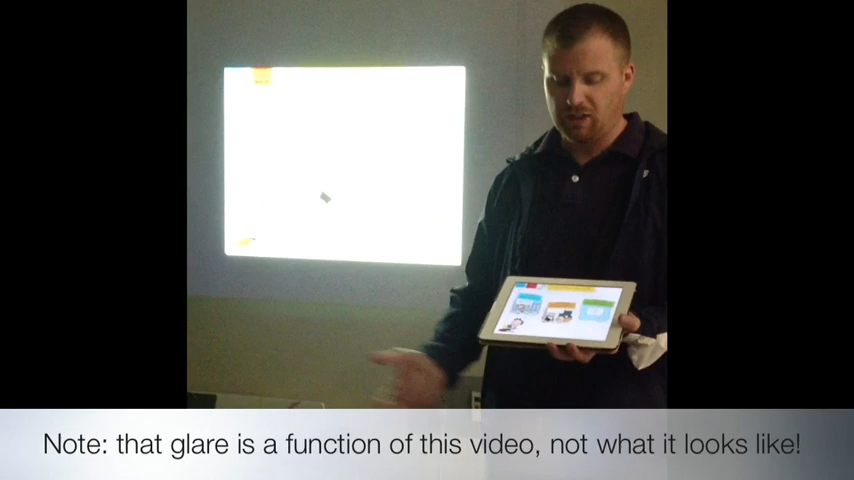 Note: that glare is a function of this video, not what it looks like!